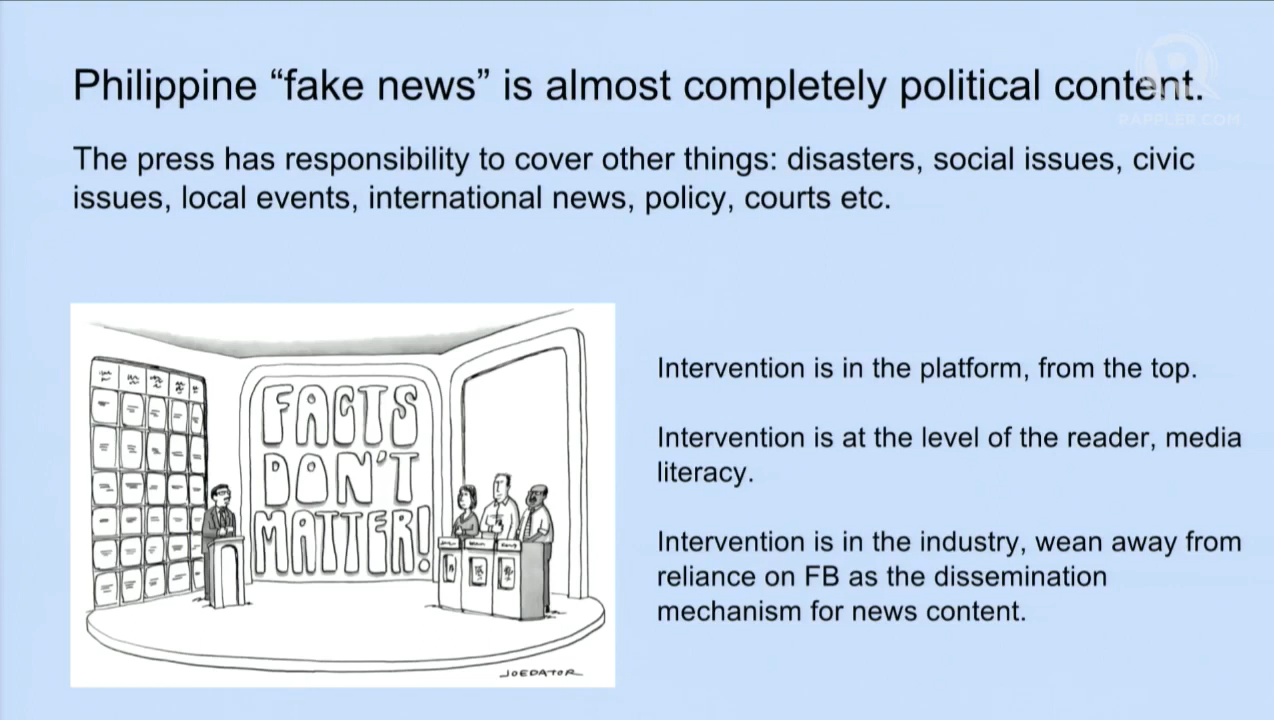 Philippine “fake news” is almost completely political content.
RAPPLER.COM
The press has responsibility to cover other things: disasters, social issues, civic
issues, local events, international news, policy, courts etc.
FACTS
DON'T
MATTER!
JOEDATOR
Intervention is in the platform, from the top.
Intervention is at the level of the reader, media
literacy.
Intervention is in the industry, wean away from
reliance on FB as the dissemination
mechanism for news content.